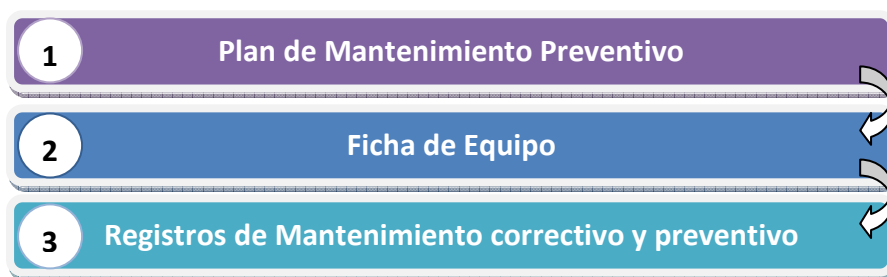 1 Plan de Mantenimiento Preventivo
2 Ficha de Equipo
3 Registros de Mantenimiento correctivo y preventivo